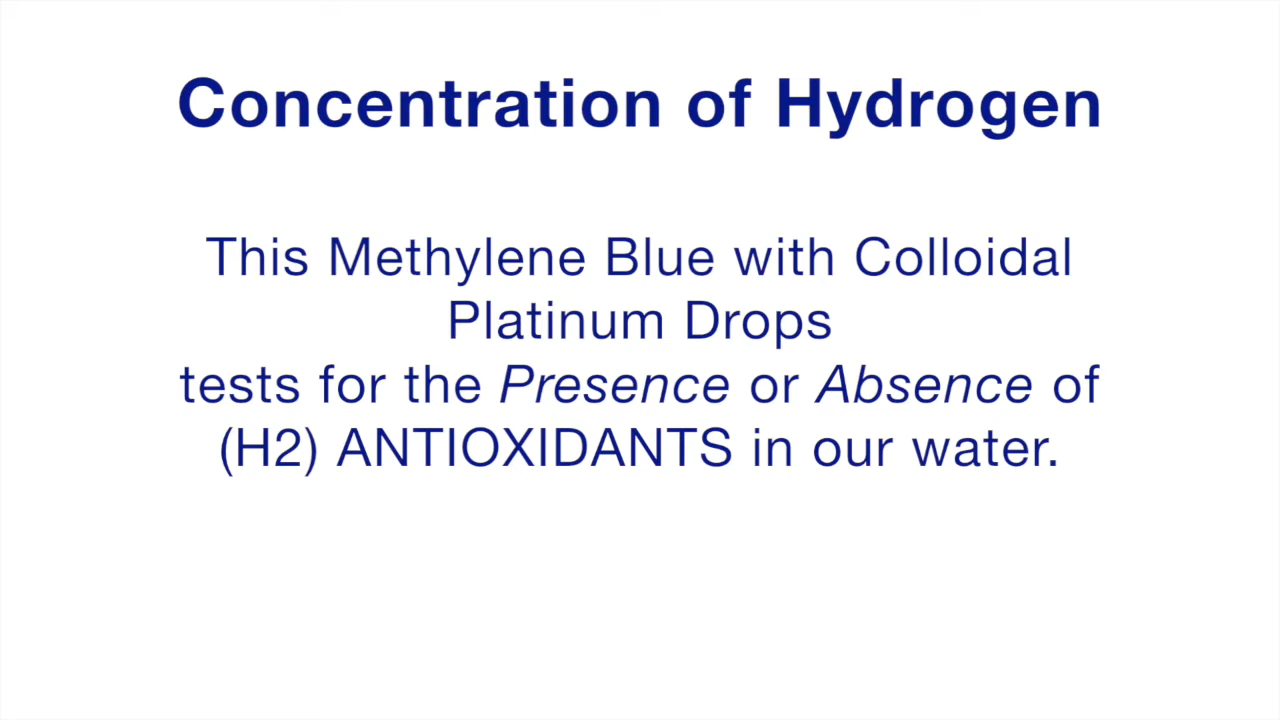 Concentration of Hydrogen
This Methylene Blue with Colloidal
Platinum Drops
tests for the Presence or Absence of
(H2) ANTIOXIDANTS in our water.